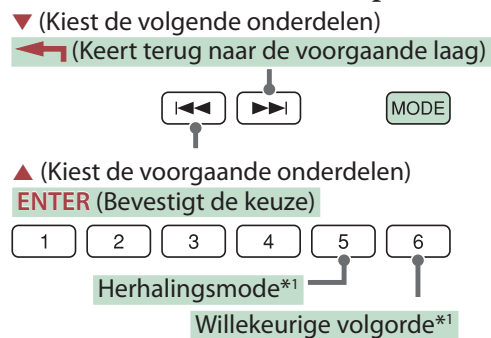 ▼ (Kiest de volgende onderdelen)
(Keert terug naar de voorgaande laag)
MODE
▲ (Kiest de voorgaande onderdelen)
ENTER (Bevestigt de keuze)
1 2 3 4 5 6
Herhalingsmode*1
Willekeurige volgorde*1